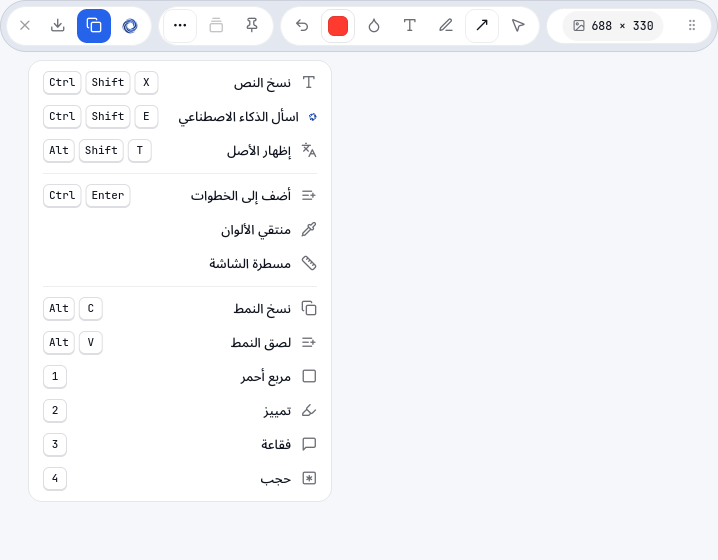 688 × 330
نسخ النص Ctrl Shift X
اسأل الذكاء الاصطناعي Ctrl Shift E
إظهار الأصل Alt Shift T
أضف إلى الخطوات Ctrl Enter
منتقي الألوان
مسطرة الشاشة
نسخ النمط Alt C
لصق النمط Alt V
مربع أحمر 1
تمييز 2
فقاعة 3
حجب 4